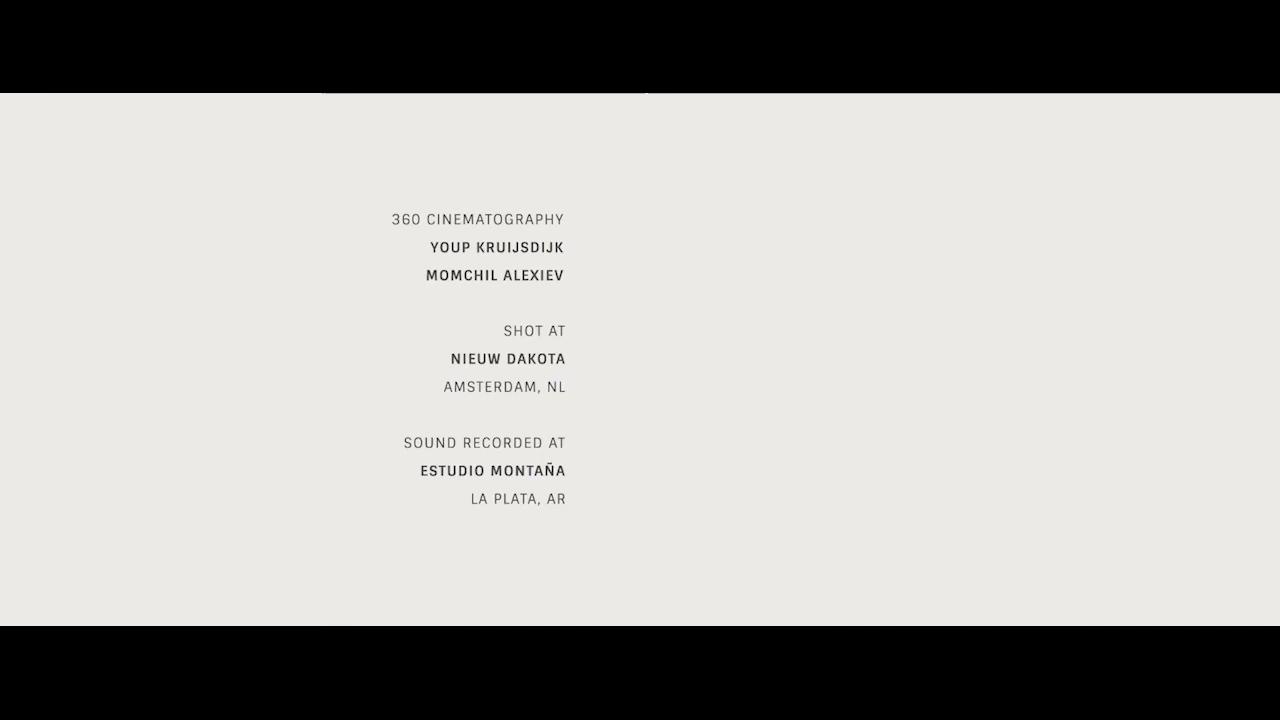 360 CINEMATOGRAPHY
YOUP KRUIJSDIJK
MOMCHIL ALEXIEV
SHOT AT
NIEUW DAKOTA
AMSTERDAM, NL
SOUND RECORDED AT
ESTUDIO MONTAÑA
LA PLATA, AR